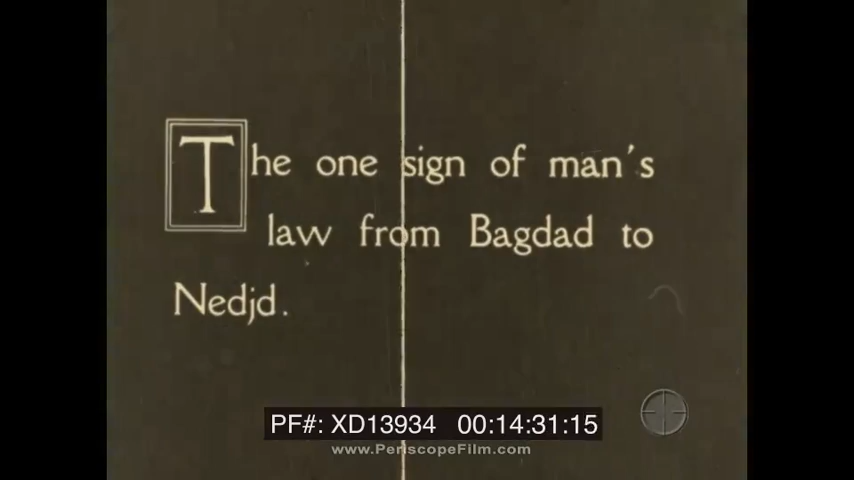 The one sign of man's
law from Bagdad to
Nedjd.
PF#: XD13934 00:14:31:15
www.PeriscopeFilm.com